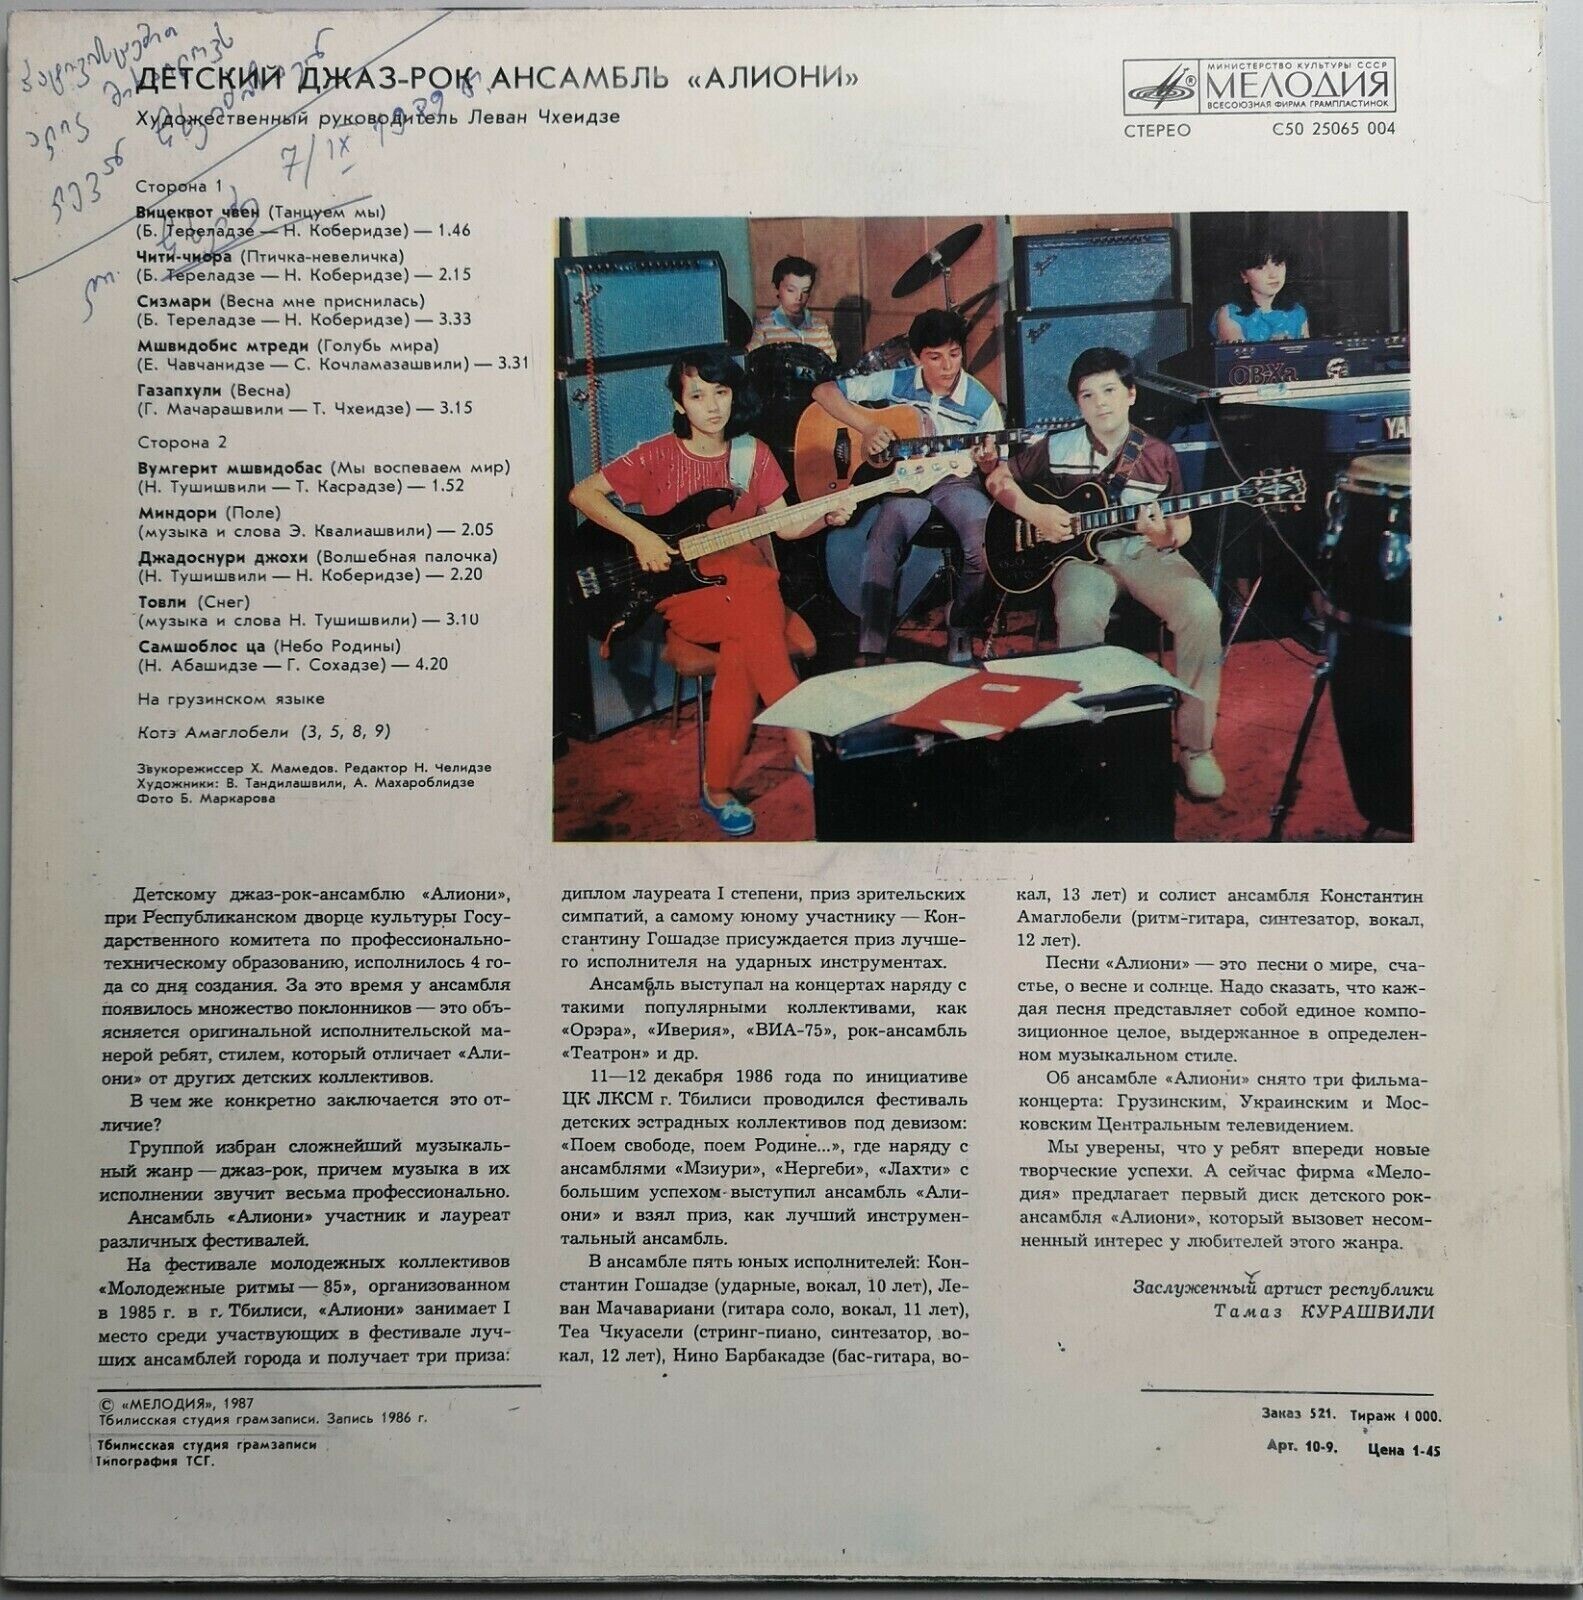 ДЕТСКИЙ ДЖАЗ-РОК АНСАМБЛЬ «АЛИОНИ»
Художественный руководитель Леван Чхеидзе
МИНИСТЕРСТВО КУЛЬТУРЫ СССР
МЕЛОДИЯ
ВСЕСОЮЗНАЯ ФИРМА ГРАМПЛАСТИНОК
СТЕРЕО С50 25065 004
7/IX 1989
Сторона 1
Вицеквот чвен (Танцуем мы)
(Б. Тереладзе — Н. Коберидзе) — 1.46
Чити-чиора (Птичка-невеличка)
(Б. Тереладзе — Н. Коберидзе) — 2.15
Сизмари (Весна мне приснилась)
(Б. Тереладзе — Н. Коберидзе) — 3.33
Мшвидобис мтреди (Голубь мира)
(Е. Чавчанидзе — С. Кочламазашвили) — 3.31
Газапхули (Весна)
(Г. Мачарашвили — Т. Чхеидзе) — 3.15
Сторона 2
Вумгерит мшвидобас (Мы воспеваем мир)
(Н. Тушишвили — Т. Касрадзе) — 1.52
Миндори (Поле)
(музыка и слова Э. Квалиашвили) — 2.05
Джадоснури джохи (Волшебная палочка)
(Н. Тушишвили — Н. Коберидзе) — 2.20
Товли (Снег)
(музыка и слова Н. Тушишвили) — 3.10
Самшоблос ца (Небо Родины)
(Н. Абашидзе — Г. Сохадзе) — 4.20
На грузинском языке
Котэ Амаглобели (3, 5, 8, 9)
Звукорежиссер Х. Мамедов. Редактор Н. Челидзе
Художники: В. Тандилашвили, А. Махароблидзе
Фото Б. Маркарова
OB-Xa
YA
Детскому джаз-рок-ансамблю «Алиони»,
при Республиканском дворце культуры Госу-
дарственного комитета по профессионально-
техническому образованию, исполнилось 4 го-
да со дня создания. За это время у ансамбля
появилось множество поклонников — это объ-
ясняется оригинальной исполнительской ма-
нерой ребят, стилем, который отличает «Али-
они» от других детских коллективов.
В чем же конкретно заключается это от-
личие?
Группой избран сложнейший музыкаль-
ный жанр — джаз-рок, причем музыка в их
исполнении звучит весьма профессионально.
Ансамбль «Алиони» участник и лауреат
различных фестивалей.
На фестивале молодежных коллективов
«Молодежные ритмы — 85», организованном
в 1985 г. в г. Тбилиси, «Алиони» занимает I
место среди участвующих в фестивале луч-
ших ансамблей города и получает три приза:
диплом лауреата I степени, приз зрительских
симпатий, а самому юному участнику — Кон-
стантину Гошадзе присуждается приз лучше-
го исполнителя на ударных инструментах.
Ансамбль выступал на концертах наряду с
такими популярными коллективами, как
«Орэра», «Иверия», «ВИА-75», рок-ансамбль
«Театрон» и др.
11—12 декабря 1986 года по инициативе
ЦК ЛКСМ г. Тбилиси проводился фестиваль
детских эстрадных коллективов под девизом:
«Поем свободе, поем Родине...», где наряду с
ансамблями «Мзиури», «Нергеби», «Лахти» с
большим успехом выступил ансамбль «Али-
они» и взял приз, как лучший инструмен-
тальный ансамбль.
В ансамбле пять юных исполнителей: Кон-
стантин Гошадзе (ударные, вокал, 10 лет), Ле-
ван Мачавариани (гитара соло, вокал, 11 лет),
Теа Чкуасели (стринг-пиано, синтезатор, во-
кал, 12 лет), Нино Барбакадзе (бас-гитара, во-
кал, 13 лет) и солист ансамбля Константин
Амаглобели (ритм-гитара, синтезатор, вокал,
12 лет).
Песни «Алиони» — это песни о мире, сча-
стье, о весне и солнце. Надо сказать, что каж-
дая песня представляет собой единое компо-
зиционное целое, выдержанное в определен-
ном музыкальном стиле.
Об ансамбле «Алиони» снято три фильма-
концерта: Грузинским, Украинским и Мос-
ковским Центральным телевидением.
Мы уверены, что у ребят впереди новые
творческие успехи. А сейчас фирма «Мело-
дия» предлагает первый диск детского рок-
ансамбля «Алиони», который вызовет несом-
ненный интерес у любителей этого жанра.
Заслуженный артист республики
Тамаз КУРАШВИЛИ
© «МЕЛОДИЯ», 1987
Тбилисская студия грамзаписи. Запись 1986 г.
Тбилисская студия грамзаписи
Типография ТСГ.
Заказ 521. Тираж 1 000.
Арт. 10-9. Цена 1-45